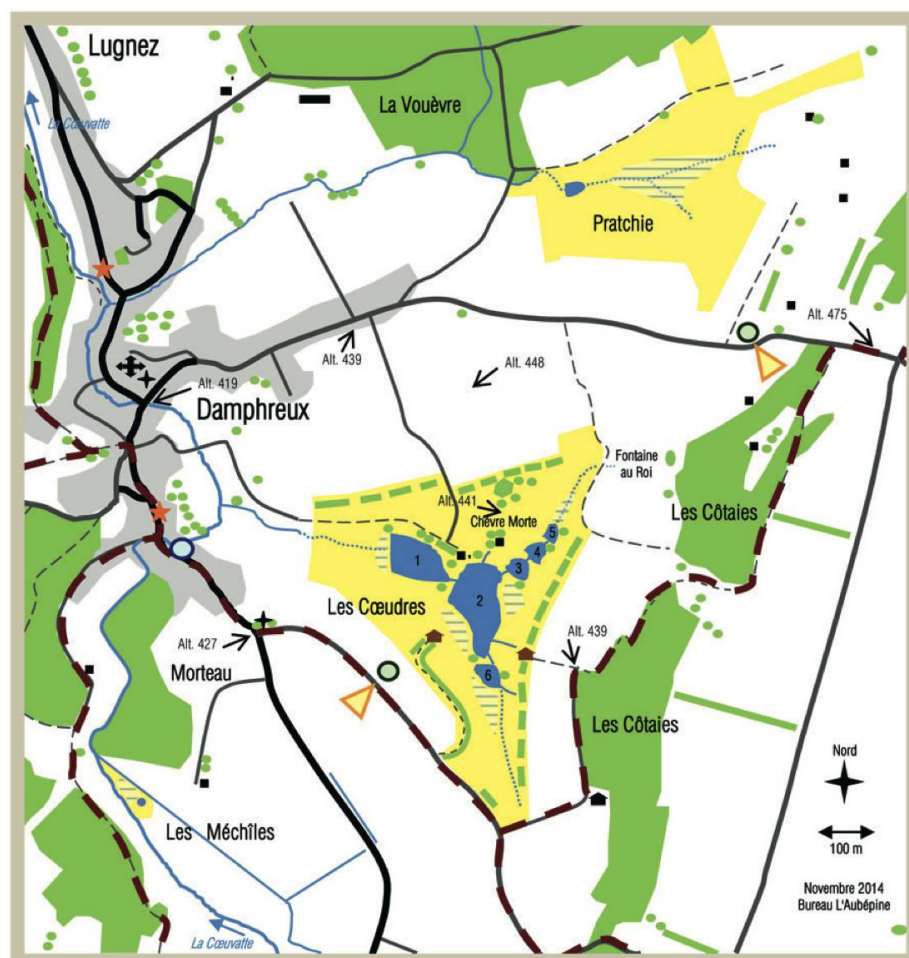 Lugnez
La Cœuvatte
La Vouèvre
Pratchie
Alt. 475
Alt. 439
Alt. 448
Alt. 419
Damphreux
Fontaine
au Roi
Alt. 441
Chèvre Morte
Les Côtaies
5
4
3
1
2
Les Cœudres
Alt. 439
Alt. 427
Morteau
6
Les Côtaies
Nord
Les Méchîles
100 m
Novembre 2014
Bureau L'Aubépine
La Cœuvatte